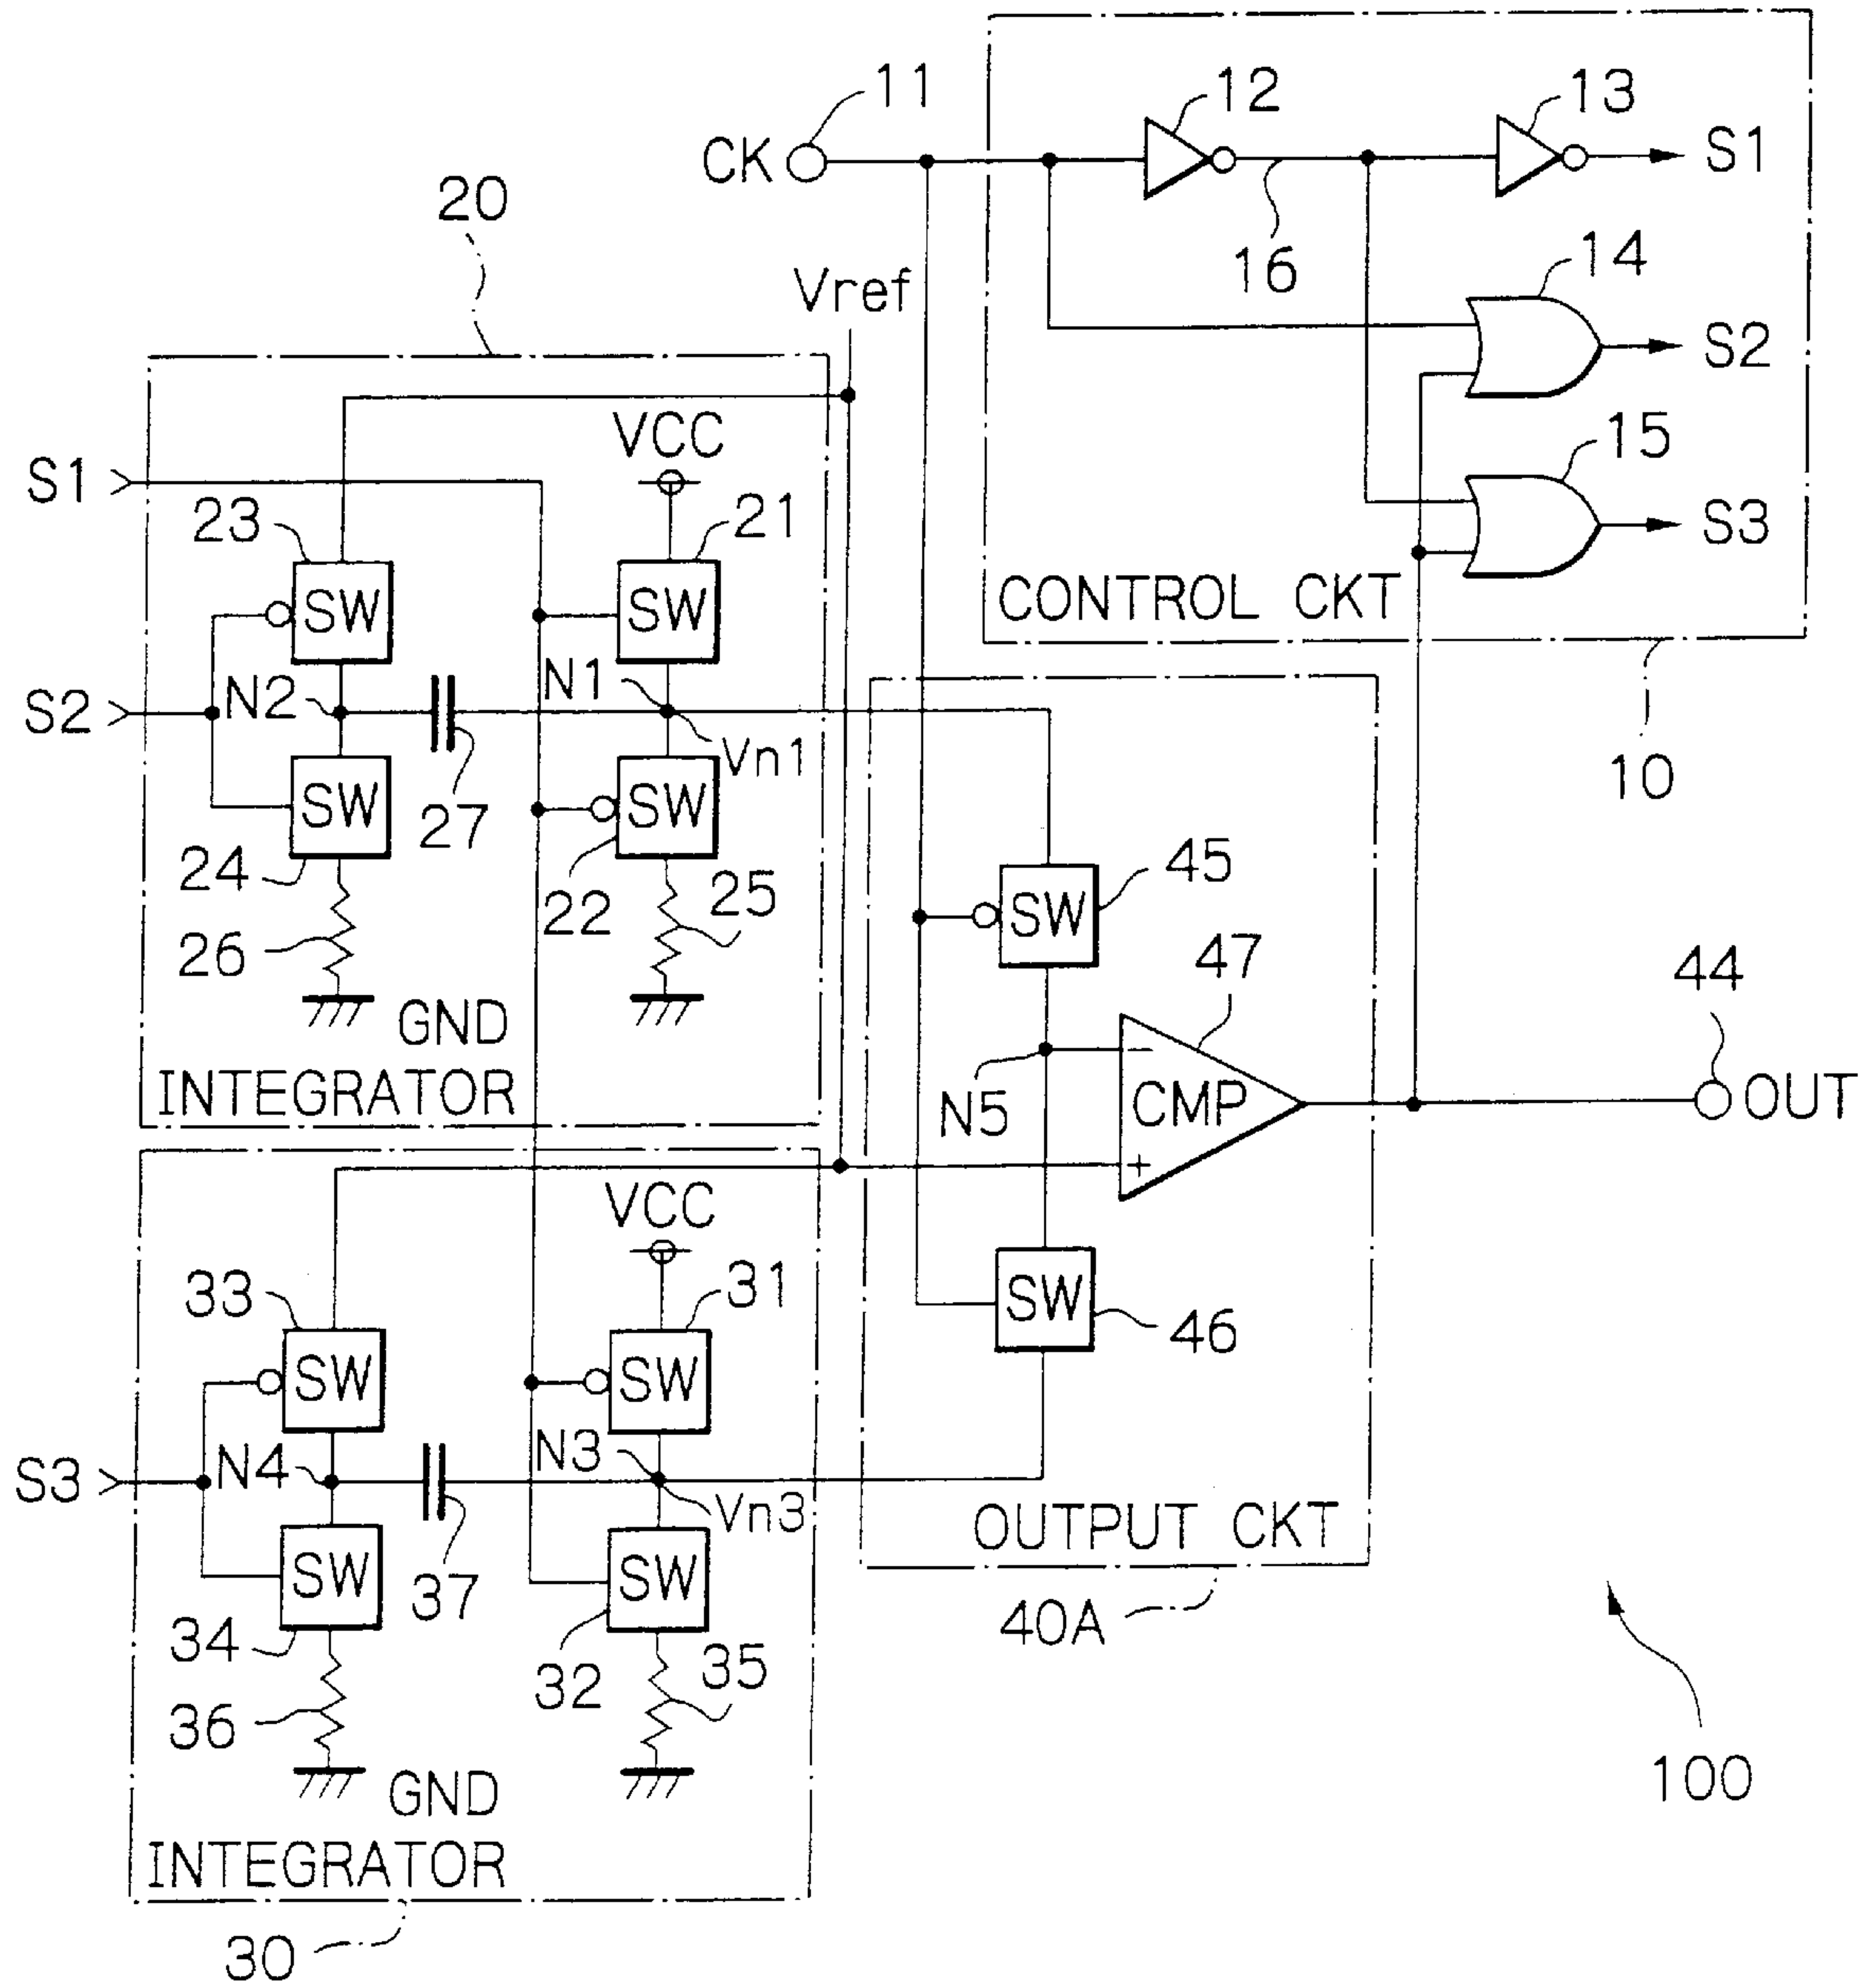 11
12
13
CK
S1
20
16
14
Vref
S2
VCC
15
S1
23
21
S3
SW
SW
CONTROL CKT
N1
S2
N2
Vn1
10
SW
SW
27
24
22
25
45
SW
26
47
44
GND
N5
CMP
OUT
INTEGRATOR
−
+
VCC
33
31
SW
46
SW
SW
N3
S3
N4
Vn3
OUTPUT CKT
SW
SW
37
40A
34
32
35
36
100
GND
INTEGRATOR
30